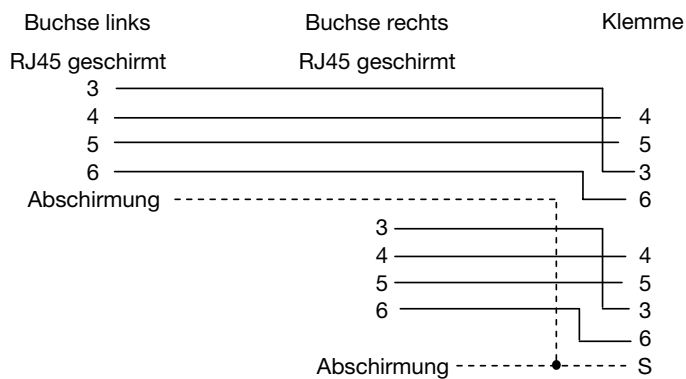 Buchse links Buchse rechts Klemme
RJ45 geschirmt RJ45 geschirmt
3
4 4
5 5
6 3
Abschirmung 6
3
4 4
5 5
6 3
6
Abschirmung S